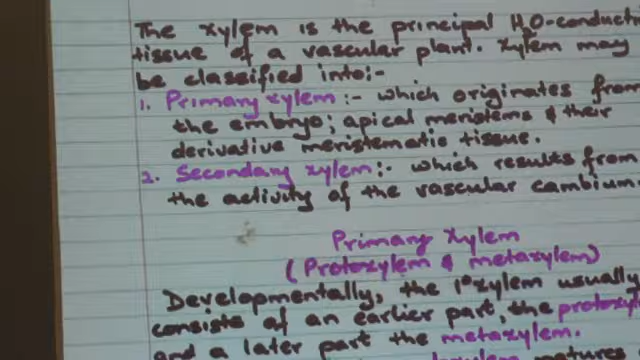 The xylem is the principal H2O-conduct
tissue of a vascular plant. Xylem may
be classified into:-
1. Primary xylem :- which originates from
the embryo; apical meristems & their
derivative meristematic tissue.
2. Secondary xylem:- which results from
the activity of the vascular cambium.
Primary Xylem
(Protoxylem & metaxylem)
Developmentally, the 1° xylem usually
consists of an earlier part, the protoxyl
and a later part the metaxylem.